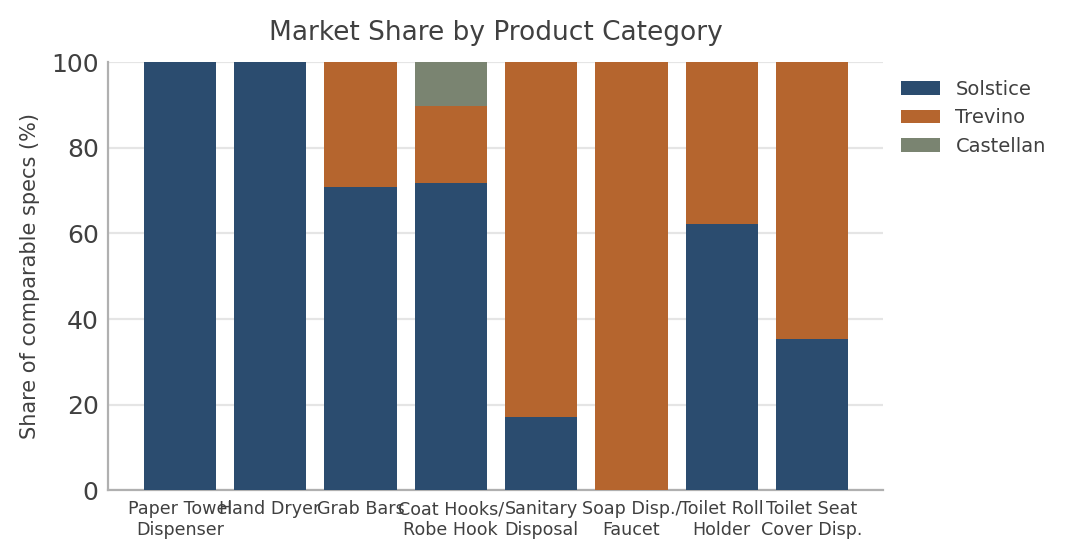 Market Share by Product Category
Share of comparable specs (%)
100
80
60
40
20
0
Solstice
Trevino
Castellan
Paper Towel
Dispenser
Hand Dryer
Grab Bars
Coat Hooks/
Robe Hook
Sanitary
Disposal
Soap Disp./
Faucet
Toilet Roll
Holder
Toilet Seat
Cover Disp.